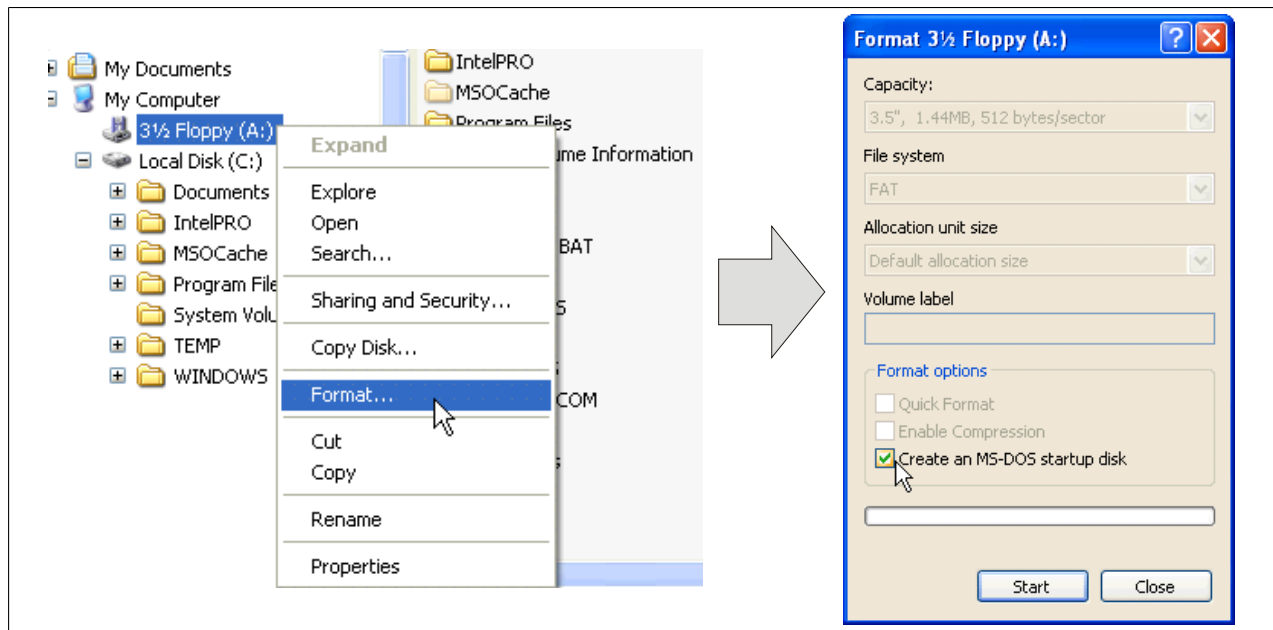 My Documents
My Computer
3½ Floppy (A:)
Local Disk (C:)
Documents
IntelPRO
MSOCache
Program File
System Volu
TEMP
WINDOWS
IntelPRO
MSOCache
Program Files
ume Information
BAT
COM
Expand
Explore
Open
Search...
Sharing and Security...
Copy Disk...
Format...
Cut
Copy
Rename
Properties
Format 3½ Floppy (A:)
Capacity:
3.5", 1.44MB, 512 bytes/sector
File system
FAT
Allocation unit size
Default allocation size
Volume label
Format options
Quick Format
Enable Compression
Create an MS-DOS startup disk
Start
Close